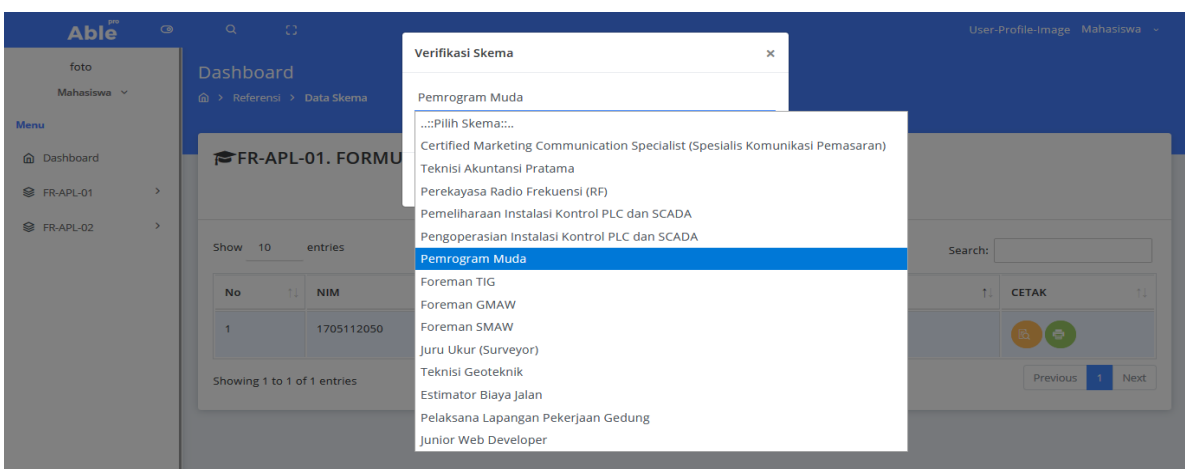 Able pro
User-Profile-Image Mahasiswa
foto
Mahasiswa
Menu
Dashboard
FR-APL-01
FR-APL-02
Dashboard
Referensi > Data Skema
Verifikasi Skema ×
Pemrogram Muda
..::Pilih Skema::..
Certified Marketing Communication Specialist (Spesialis Komunikasi Pemasaran)
Teknisi Akuntansi Pratama
Perekayasa Radio Frekuensi (RF)
Pemeliharaan Instalasi Kontrol PLC dan SCADA
Pengoperasian Instalasi Kontrol PLC dan SCADA
Pemrogram Muda
Foreman TIG
Foreman GMAW
Foreman SMAW
Juru Ukur (Surveyor)
Teknisi Geoteknik
Estimator Biaya Jalan
Pelaksana Lapangan Pekerjaan Gedung
Junior Web Developer
FR-APL-01. FORMU
Show 10 entries
Search:
No NIM CETAK
1 1705112050
Showing 1 to 1 of 1 entries
Previous 1 Next